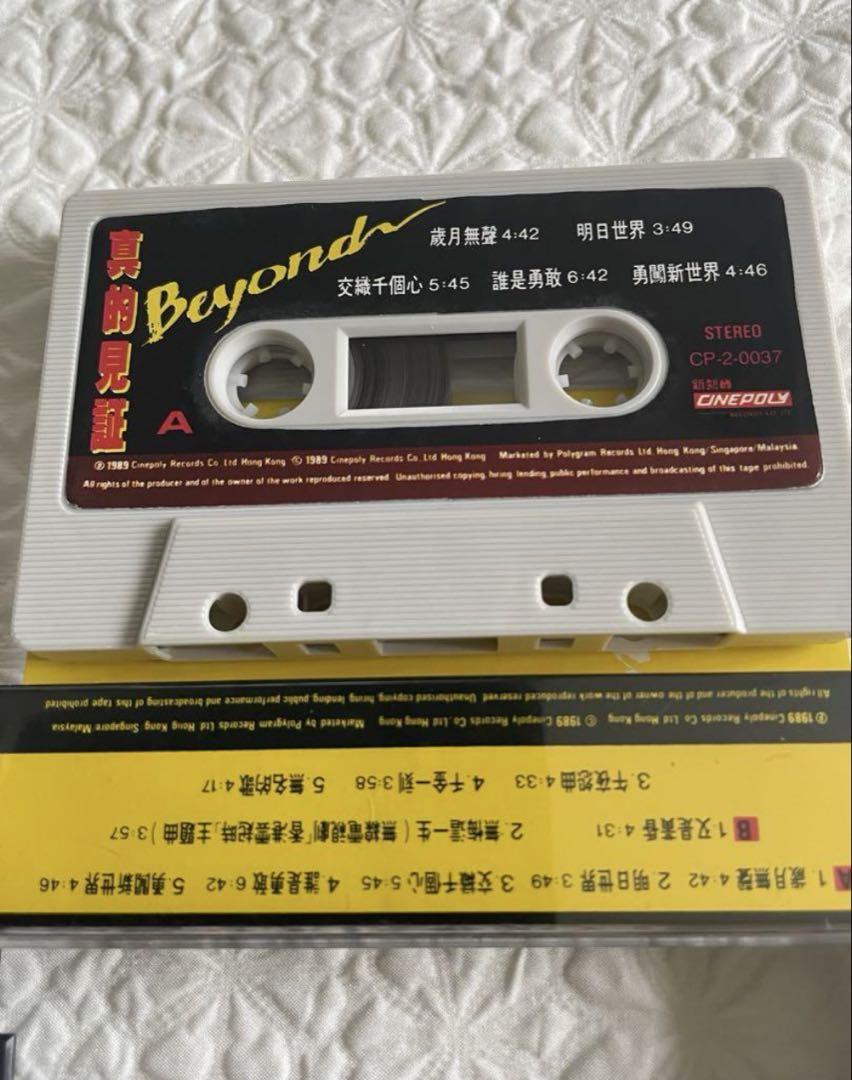 真的見証
Beyond
歲月無聲 4:42 明日世界 3:49
交織千個心 5:45 誰是勇敢 6:42 勇闖新世界 4:46
STEREO
CP-2-0037
新藝寶
CINEPOLY
RECORDS CO. LTD
A
℗ 1989 Cinepoly Records Co. Ltd Hong Kong © 1989 Cinepoly Records Co. Ltd Hong Kong Marketed by Polygram Records Ltd. Hong Kong/Singapore/Malaysia
All rights of the producer and of the owner of the work reproduced reserved. Unauthorised copying, hiring, lending, public performance and broadcasting of this tape prohibited.
A 1. 歲月無聲 4:42 2. 明日世界 3:49 3. 交織千個心 5:45 4. 誰是勇敢 6:42 5. 勇闖新世界 4:46
B 1. 又是黃昏 4:31 2. 無悔這一生（無線電視劇「香港雲起時」主題曲）3:57
3. 午夜怨曲 4:33 4. 千金一刻 3:58 5. 無名的歌 4:17
℗ 1989 Cinepoly Records Co. Ltd Hong Kong © 1989 Cinepoly Records Co. Ltd Hong Kong Marketed by Polygram Records Ltd Hong Kong Singapore Malaysia
All rights of the producer and of the owner of the work reproduced reserved Unauthorised copying, hiring, lending, public performance and broadcasting of this tape prohibited.